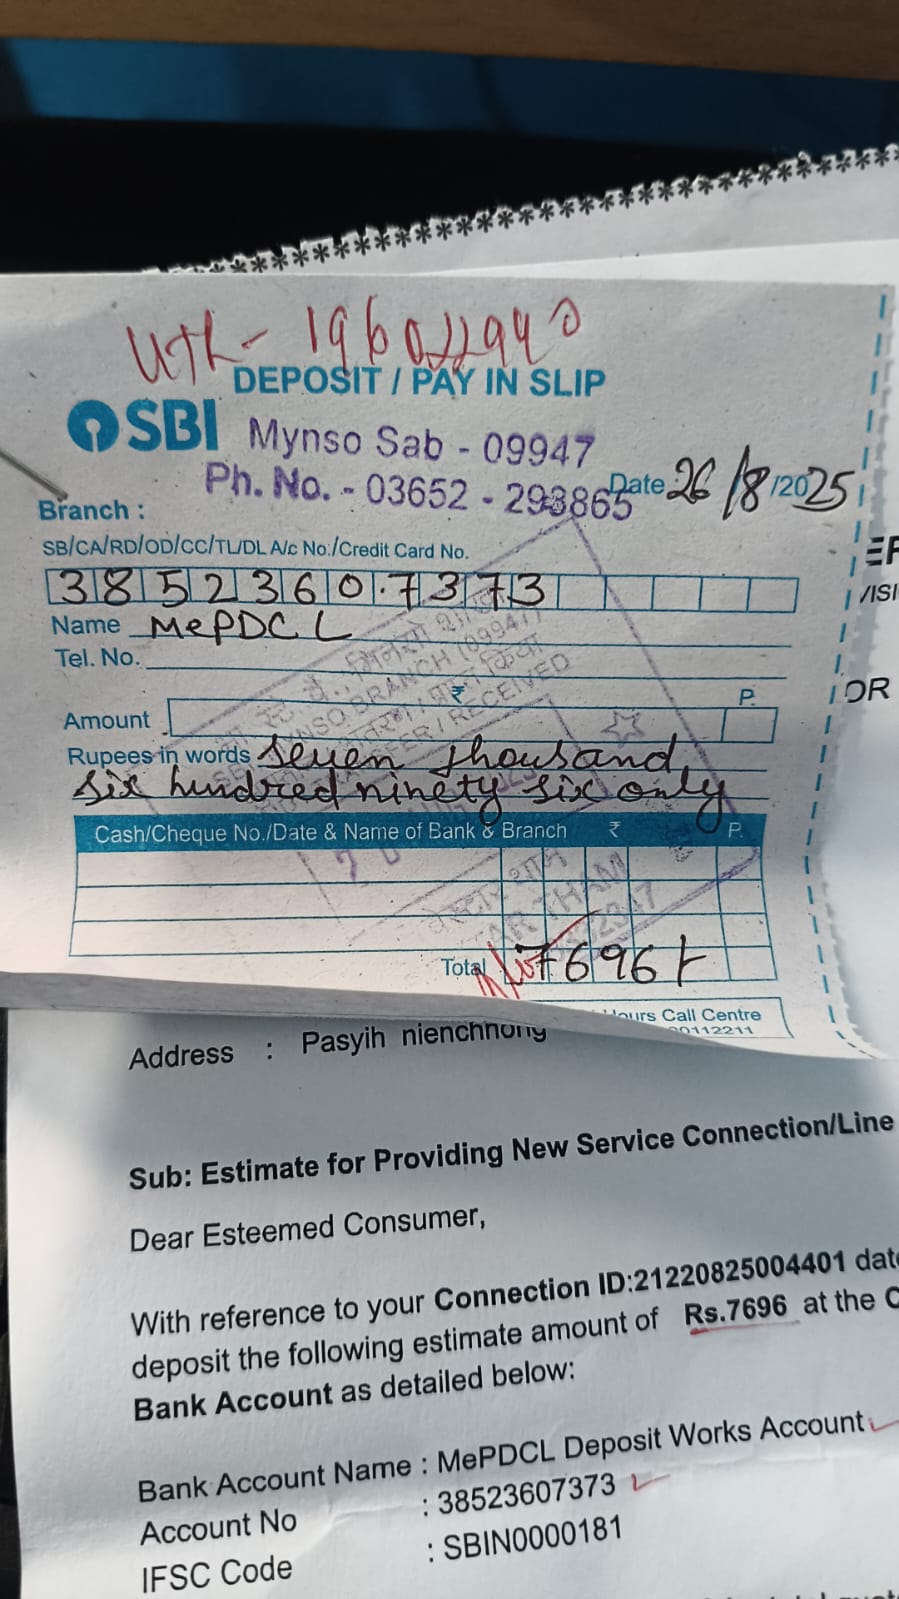 UTR- 196022940
DEPOSIT / PAY IN SLIP
SBI Mynso Sab - 09947
Ph. No. - 03652 - 293865
Date 26/8/2025
Branch :
SB/CA/RD/OD/CC/TL/DL A/c No./Credit Card No.
38523607373
Name MePDCL
Tel. No.
₹ P.
Amount
Rupees in words seven thousand
six hundred ninety six only
Cash/Cheque No./Date & Name of Bank & Branch ₹ P.
Total 7696/-
Hours Call Centre
OR
Address : Pasyih nienchhong
Sub: Estimate for Providing New Service Connection/Line
Dear Esteemed Consumer,
With reference to your Connection ID:21220825004401 date
deposit the following estimate amount of Rs.7696 at the
Bank Account as detailed below:
Bank Account Name : MePDCL Deposit Works Account
Account No : 38523607373
IFSC Code : SBIN0000181